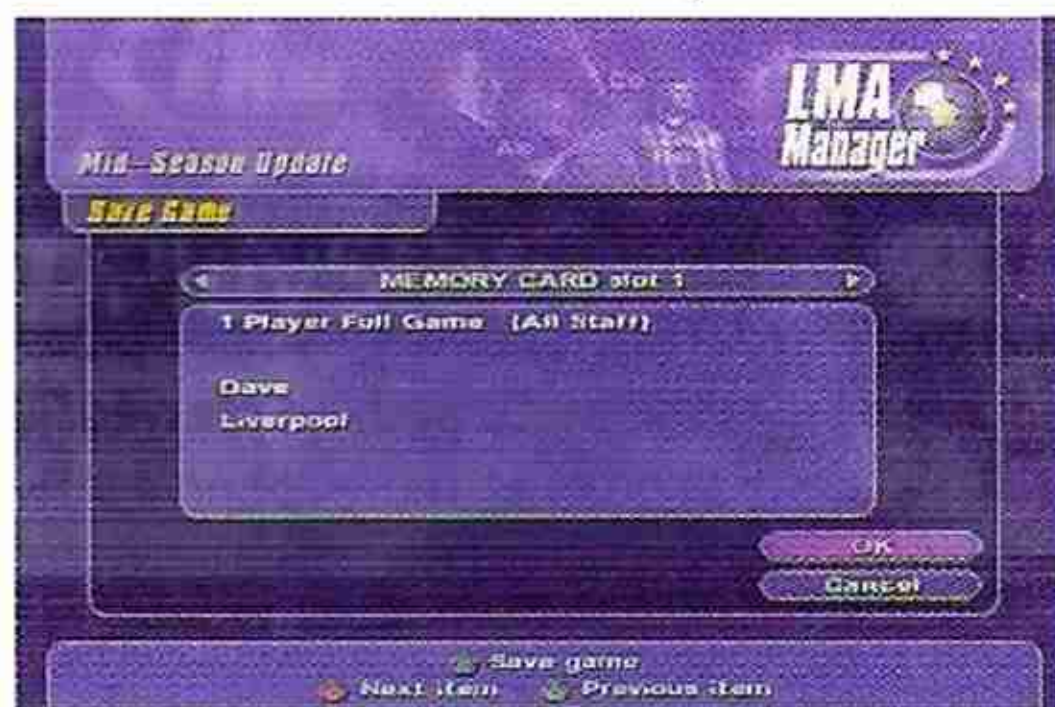 LMA
Manager
Mid-Season Update
Save Game
MEMORY CARD slot 1
1 Player Full Game (All Staff)
Dave
Liverpool
OK
Cancel
Save game
Next item Previous item